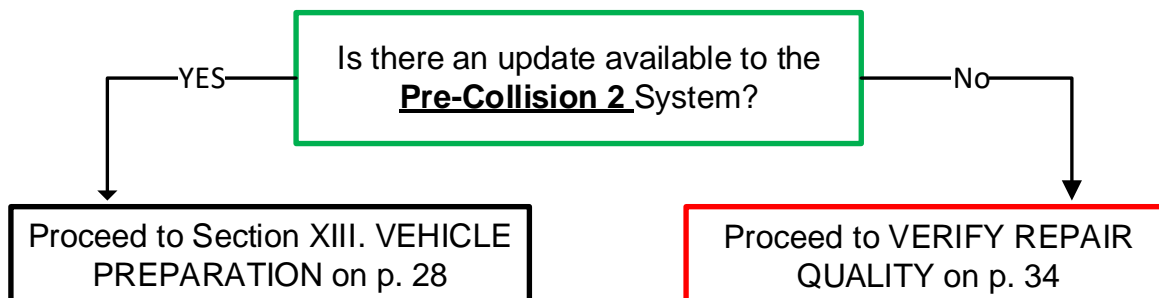 Is there an update available to the
YES
Pre-Collision 2 System?
No
Proceed to Section XIII. VEHICLE
PREPARATION on p. 28
Proceed to VERIFY REPAIR
QUALITY on p. 34